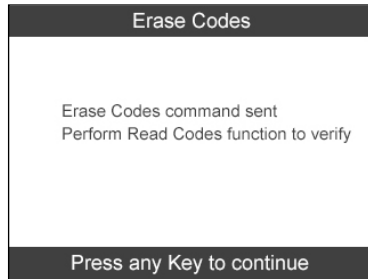 Erase Codes
Erase Codes command sent
Perform Read Codes function to verify
Press any Key to continue